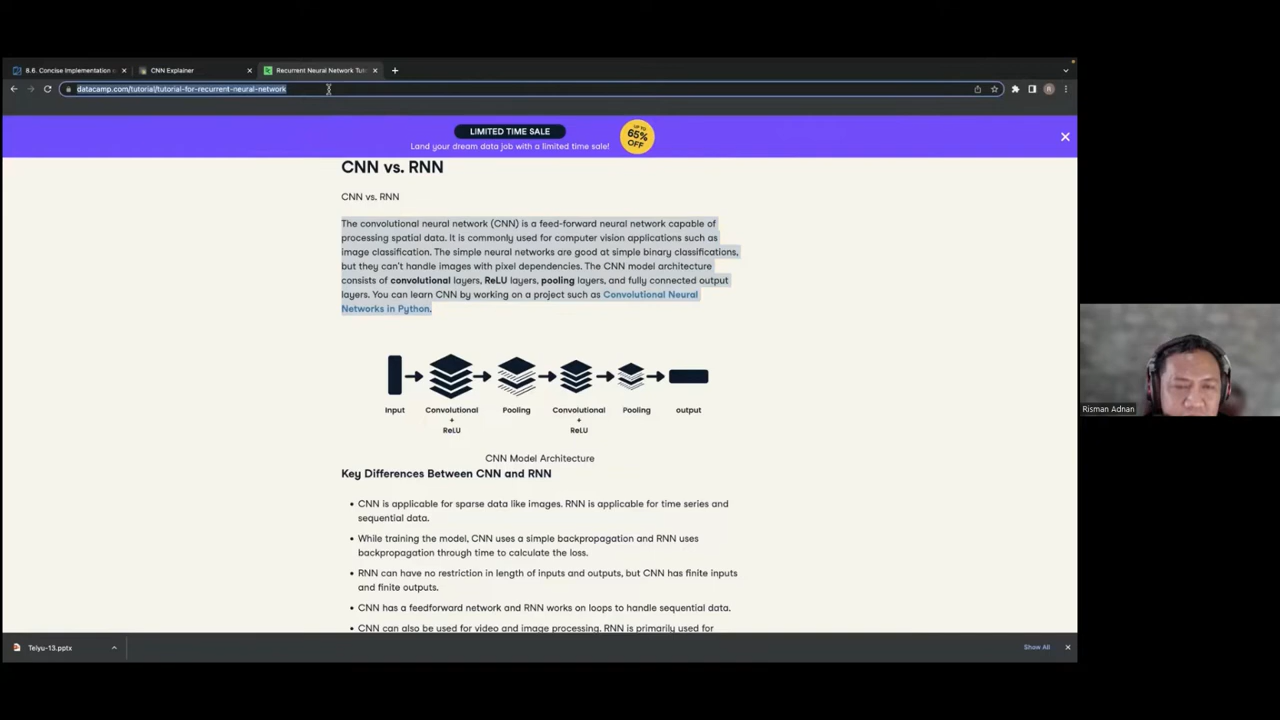 8.6. Concise Implementation o
CNN Explainer
Recurrent Neural Network Tut
datacamp.com/tutorial/tutorial-for-recurrent-neural-network
R
LIMITED TIME SALE
Land your dream data job with a limited time sale!
UP TO
65%
OFF
CNN vs. RNN
CNN vs. RNN
The convolutional neural network (CNN) is a feed-forward neural network capable of
processing spatial data. It is commonly used for computer vision applications such as
image classification. The simple neural networks are good at simple binary classifications,
but they can't handle images with pixel dependencies. The CNN model architecture
consists of convolutional layers, ReLU layers, pooling layers, and fully connected output
layers. You can learn CNN by working on a project such as Convolutional Neural
Networks in Python.
Input
Convolutional
+
ReLU
Pooling
Convolutional
+
ReLU
Pooling
output
CNN Model Architecture
Key Differences Between CNN and RNN
• CNN is applicable for sparse data like images. RNN is applicable for time series and
sequential data.
• While training the model, CNN uses a simple backpropagation and RNN uses
backpropagation through time to calculate the loss.
• RNN can have no restriction in length of inputs and outputs, but CNN has finite inputs
and finite outputs.
• CNN has a feedforward network and RNN works on loops to handle sequential data.
• CNN can also be used for video and image processing. RNN is primarily used for
Teiyu-13.pptx
Show All
Risman Adnan